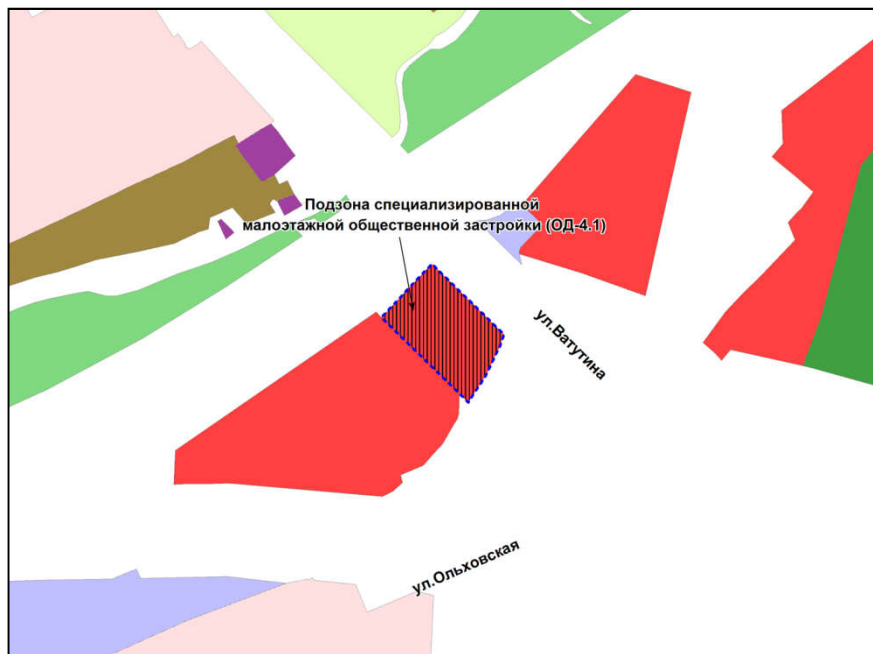 Подзона специализированной
малоэтажной общественной застройки (ОД-4.1)
ул.Ватутина
ул.Ольховская